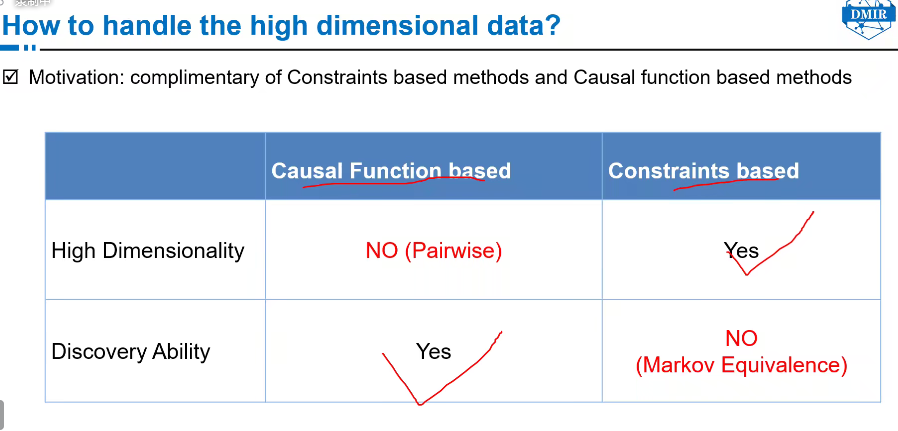 How to handle the high dimensional data?
DMIR
Motivation: complimentary of Constraints based methods and Causal function based methods
Causal Function based
Constraints based
High Dimensionality
NO (Pairwise)
Yes
Discovery Ability
Yes
NO
(Markov Equivalence)